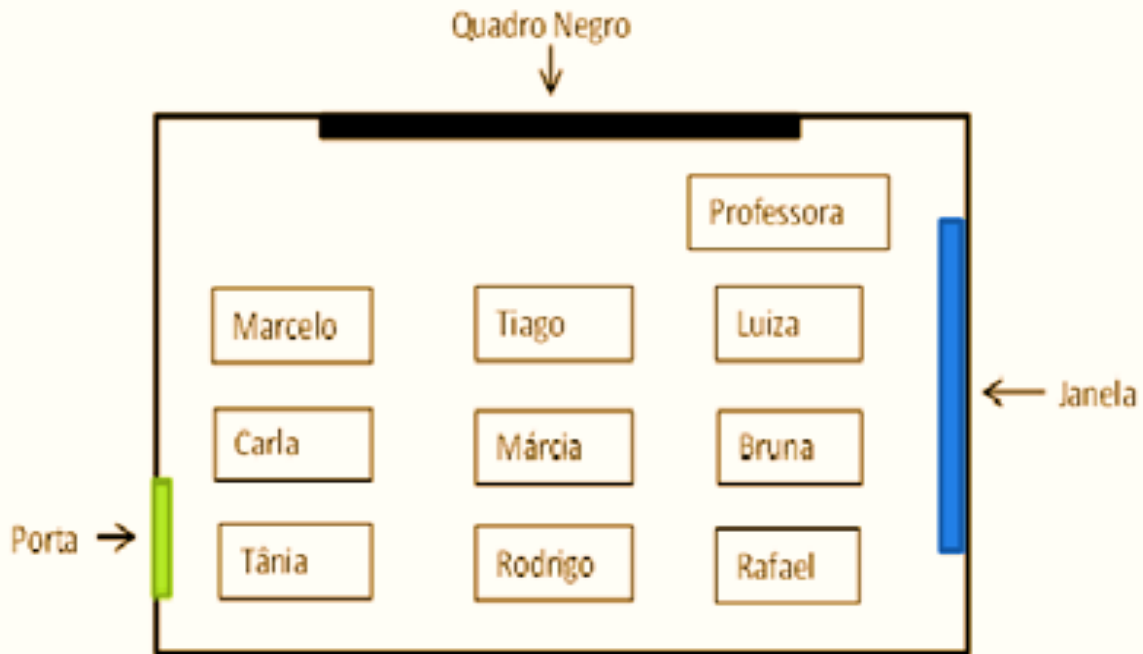 Quadro Negro
Professora
Marcelo Tiago Luiza
Janela
Carla Márcia Bruna
Porta
Tânia Rodrigo Rafael